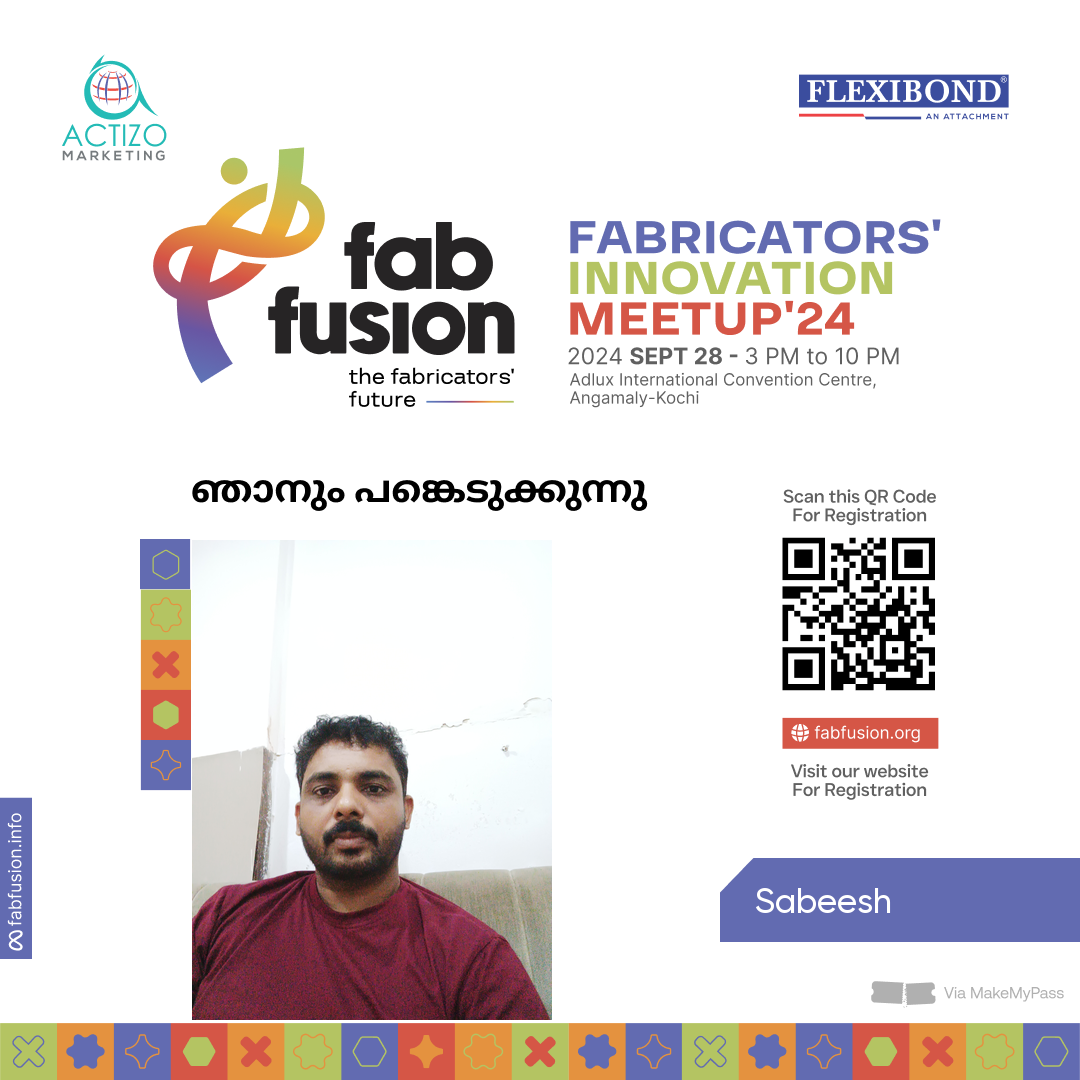 ACTIZO
MARKETING
FLEXIBOND®
AN ATTACHMENT
fab
fusion
the fabricators'
future
FABRICATORS'
INNOVATION
MEETUP'24
2024 SEPT 28 - 3 PM to 10 PM
Adlux International Convention Centre,
Angamaly-Kochi
ഞാനും പങ്കെടുക്കുന്നു
Scan this QR Code
For Registration
fabfusion.org
Visit our website
For Registration
fabfusion.info
Sabeesh
Via MakeMyPass